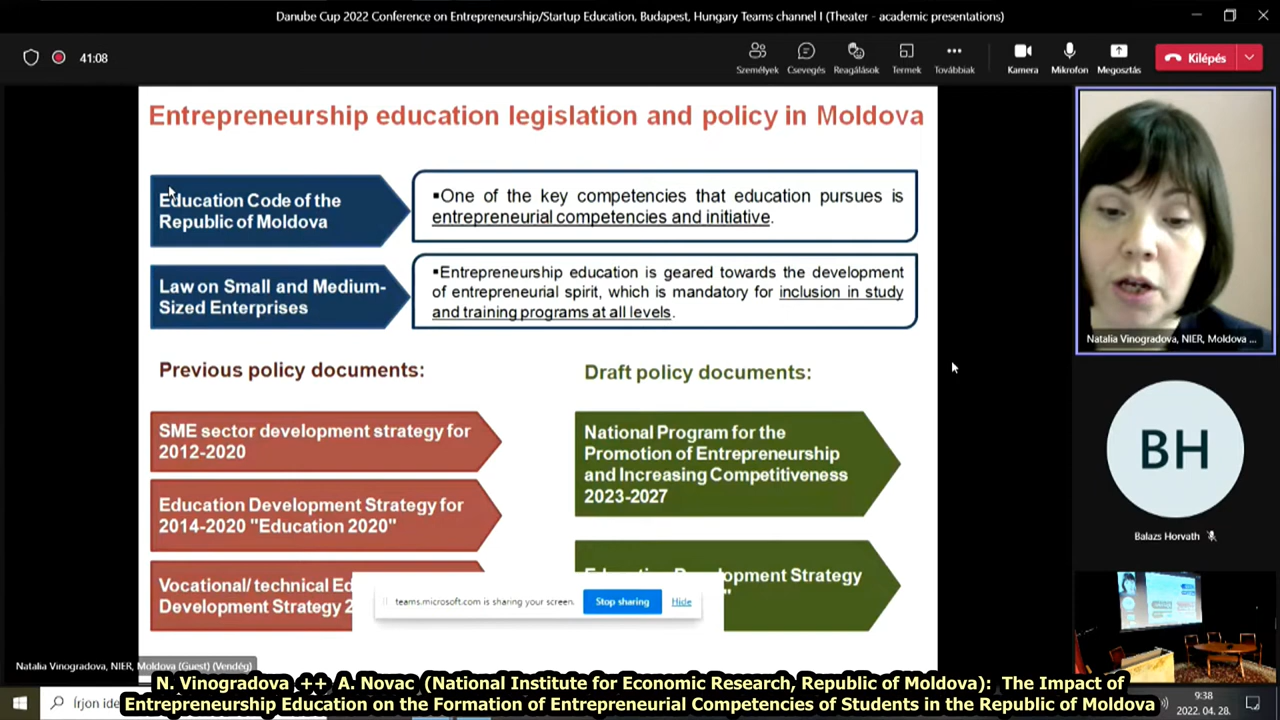 Danube Cup 2022 Conference on Entrepreneurship/Startup Education, Budapest, Hungary Teams channel I (Theater - academic presentations)
41:08
Személyek
Csevegés
Reagálások
Termek
Továbbiak
Kamera
Mikrofon
Megosztás
Kilépés
Entrepreneurship education legislation and policy in Moldova
Education Code of the
Republic of Moldova
▪One of the key competencies that education pursues is
entrepreneurial competencies and initiative.
Law on Small and Medium-
Sized Enterprises
▪Entrepreneurship education is geared towards the development
of entrepreneurial spirit, which is mandatory for inclusion in study
and training programs at all levels.
Previous policy documents:
SME sector development strategy for
2012-2020
Education Development Strategy for
2014-2020 "Education 2020"
Vocational/ technical
Development Strategy
Draft policy documents:
National Program for the
Promotion of Entrepreneurship
and Increasing Competitiveness
2023-2027
Strategy
teams.microsoft.com is sharing your screen.
Stop sharing
Hide
Natalia Vinogradova, NIER, Moldova ...
BH
Balazs Horvath
Natalia Vinogradova, NIER, Moldova (Guest) (Vendég)
N. Vinogradova ++ A. Novac (National Institute for Economic Research, Republic of Moldova): The Impact of
Entrepreneurship Education on the Formation of Entrepreneurial Competencies of Students in the Republic of Moldova
Írjon
9:38
2022. 04. 28.